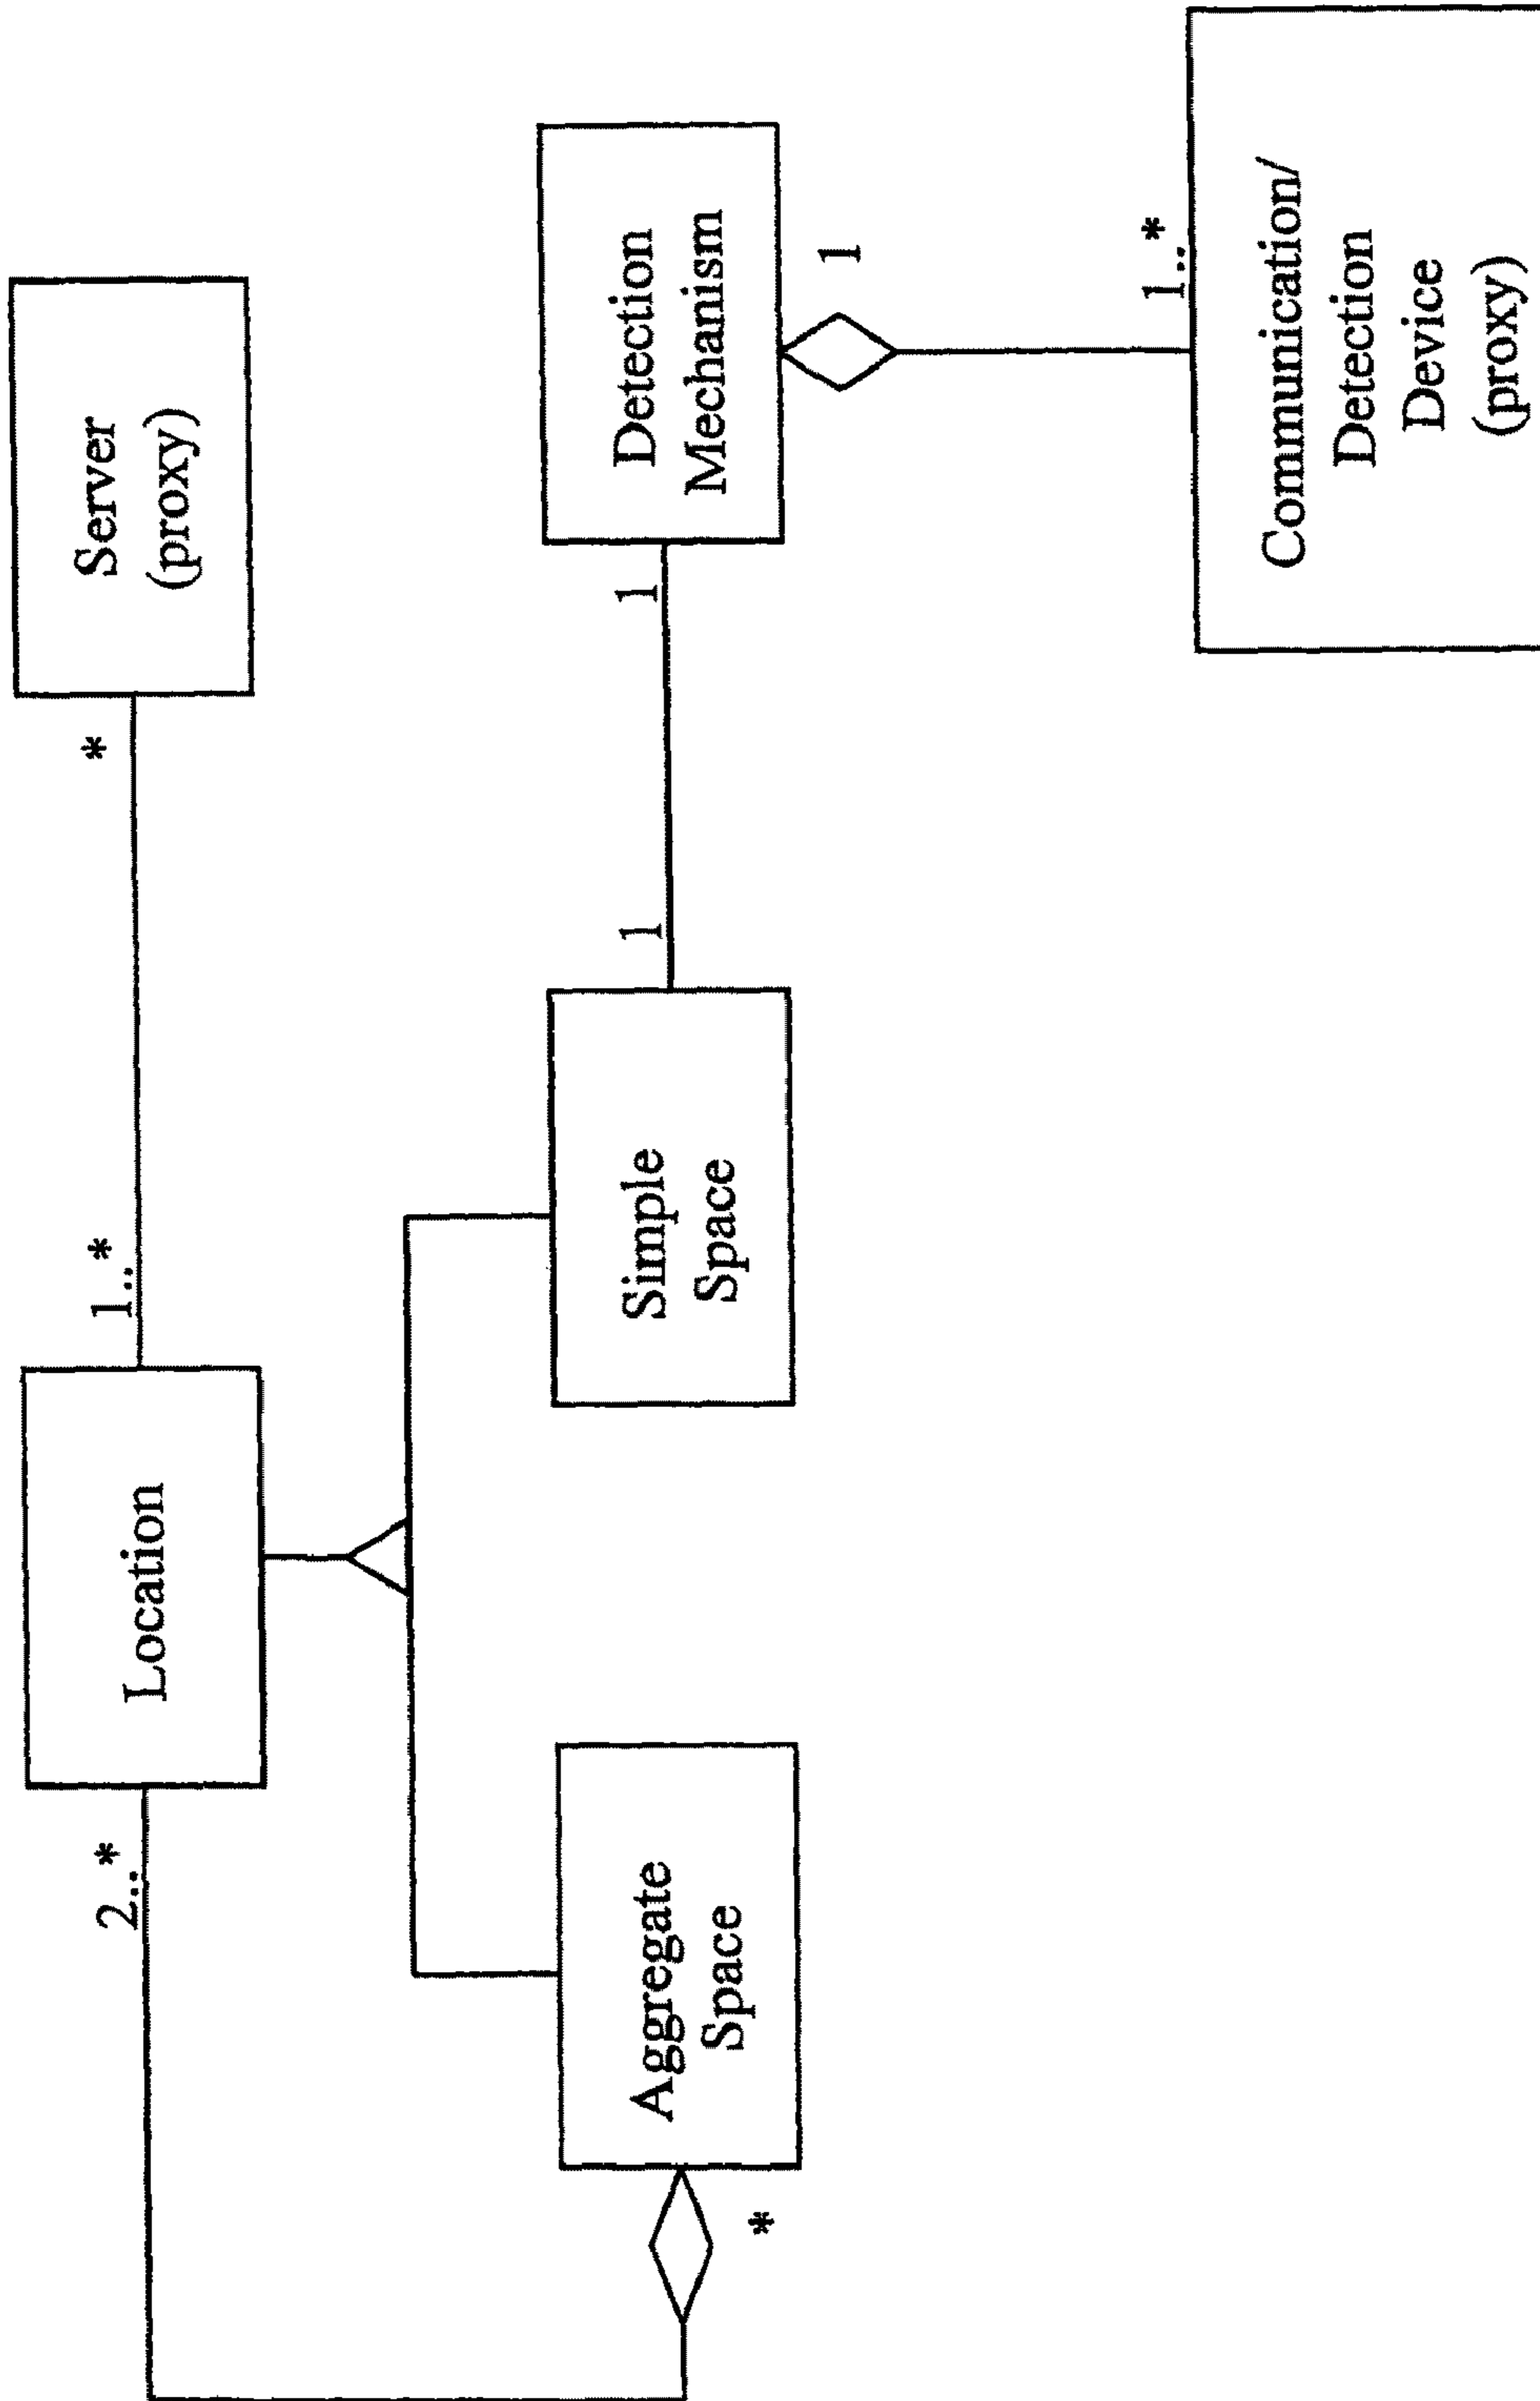 2..*
Location
1..*
*
Server
(proxy)
*
Aggregate
Space
Simple
Space
1
1
Detection
Mechanism
1
1..*
Communication/
Detection
Device
(proxy)